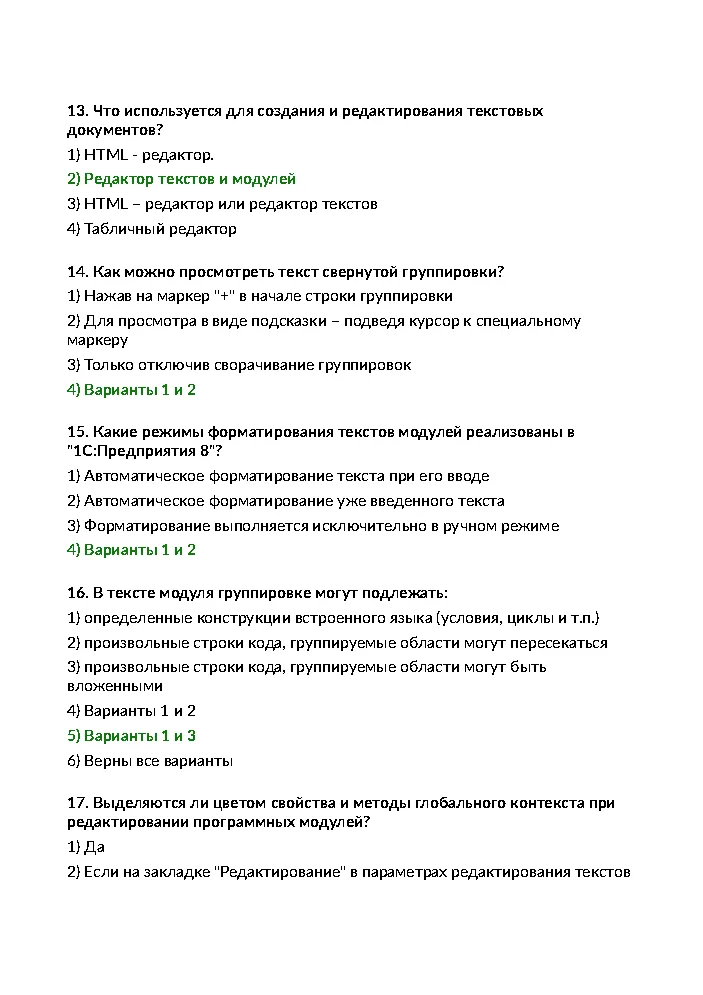 13. Что используется для создания и редактирования текстовых
документов?
1) HTML - редактор.
2) Редактор текстов и модулей
3) HTML – редактор или редактор текстов
4) Табличный редактор
14. Как можно просмотреть текст свернутой группировки?
1) Нажав на маркер "+" в начале строки группировки
2) Для просмотра в виде подсказки – подведя курсор к специальному
маркеру
3) Только отключив сворачивание группировок
4) Варианты 1 и 2
15. Какие режимы форматирования текстов модулей реализованы в
"1С:Предприятия 8"?
1) Автоматическое форматирование текста при его вводе
2) Автоматическое форматирование уже введенного текста
3) Форматирование выполняется исключительно в ручном режиме
4) Варианты 1 и 2
16. В тексте модуля группировке могут подлежать:
1) определенные конструкции встроенного языка (условия, циклы и т.п.)
2) произвольные строки кода, группируемые области могут пересекаться
3) произвольные строки кода, группируемые области могут быть
вложенными
4) Варианты 1 и 2
5) Варианты 1 и 3
6) Верны все варианты
17. Выделяются ли цветом свойства и методы глобального контекста при
редактировании программных модулей?
1) Да
2) Если на закладке "Редактирование" в параметрах редактирования текстов